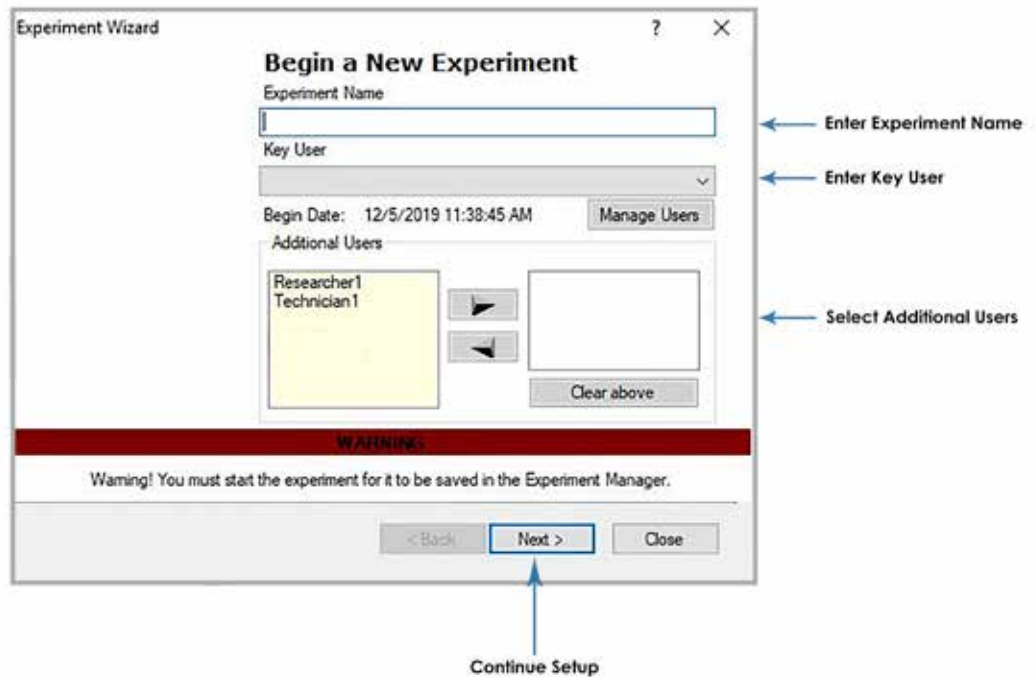 Experiment Wizard
?
Begin a New Experiment
Experiment Name
Enter Experiment Name
Key User
Enter Key User
Begin Date: 12/5/2019 11:38:45 AM
Manage Users
Additional Users
Researcher1
Technician1
Select Additional Users
Clear above
WARNING
Warning! You must start the experiment for it to be saved in the Experiment Manager.
< Back
Next >
Close
Continue Setup